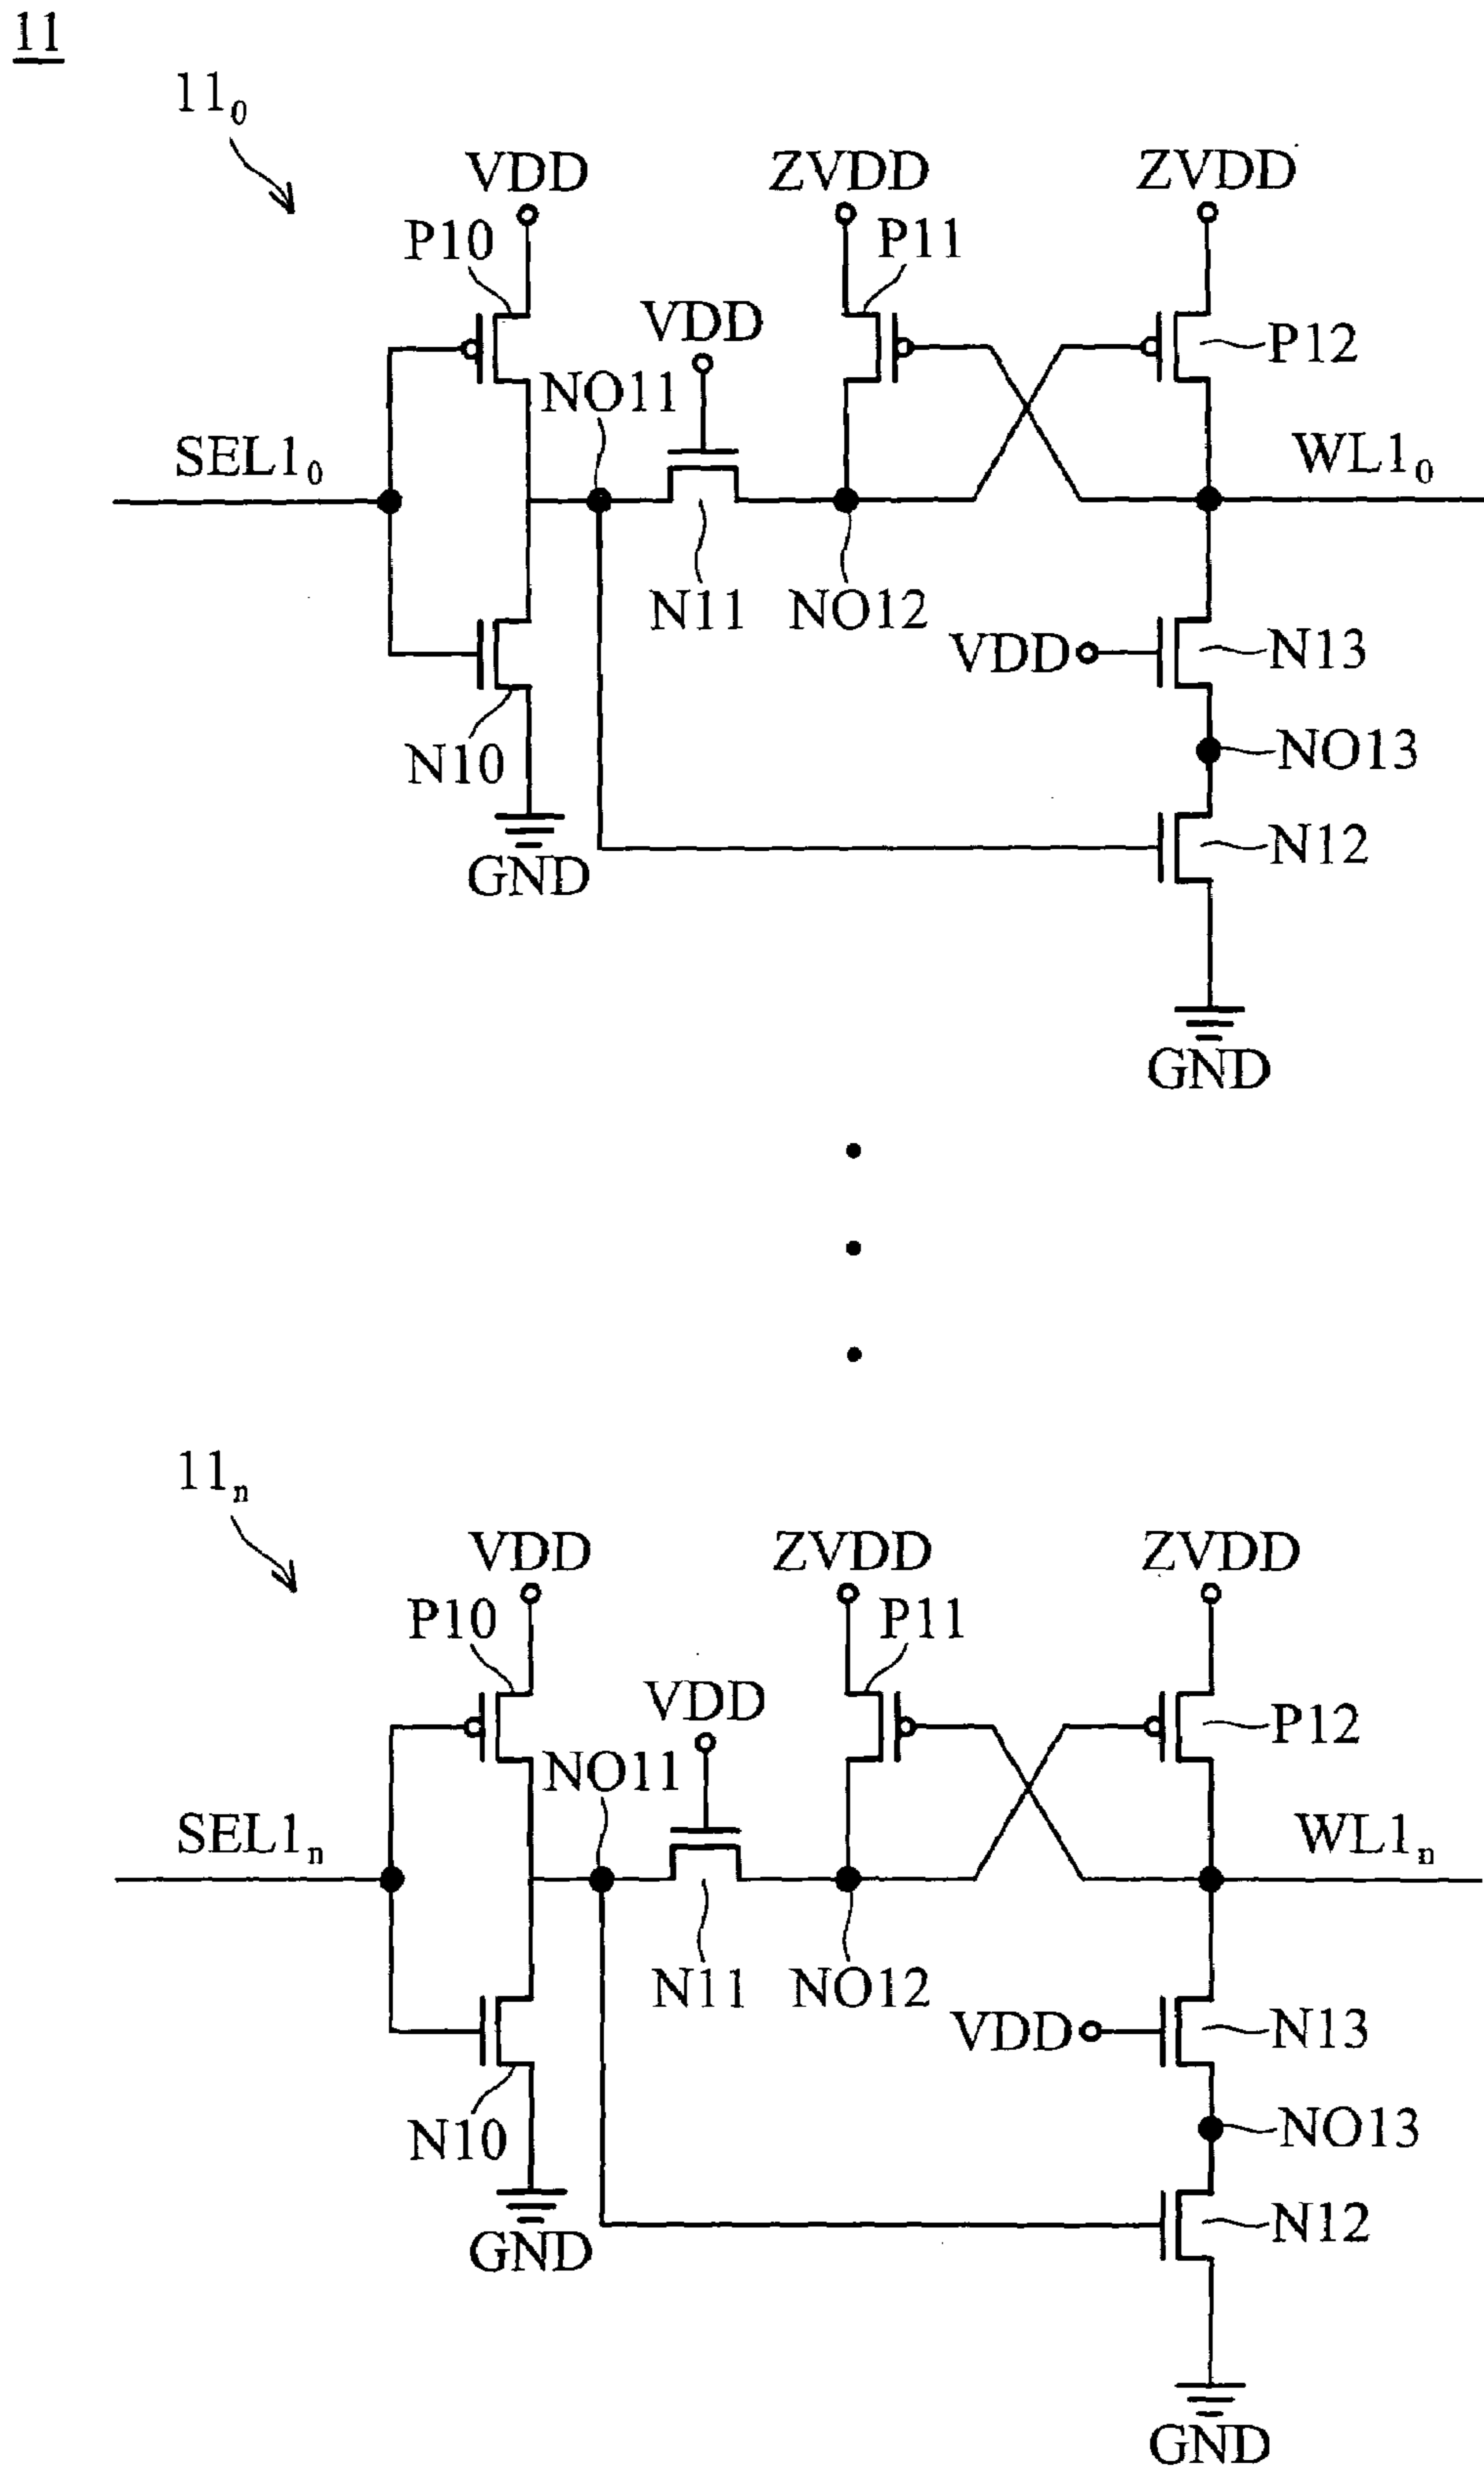 11
11₀
VDD ZVDD ZVDD
P10 P11
VDD
P12
NO11
SEL1₀ WL1₀
N11 NO12
VDD N13
N10 NO13
N12
GND
GND
11ₙ
VDD ZVDD ZVDD
P10 P11
VDD
P12
NO11
SEL1ₙ WL1ₙ
N11 NO12
VDD N13
N10 NO13
N12
GND
GND